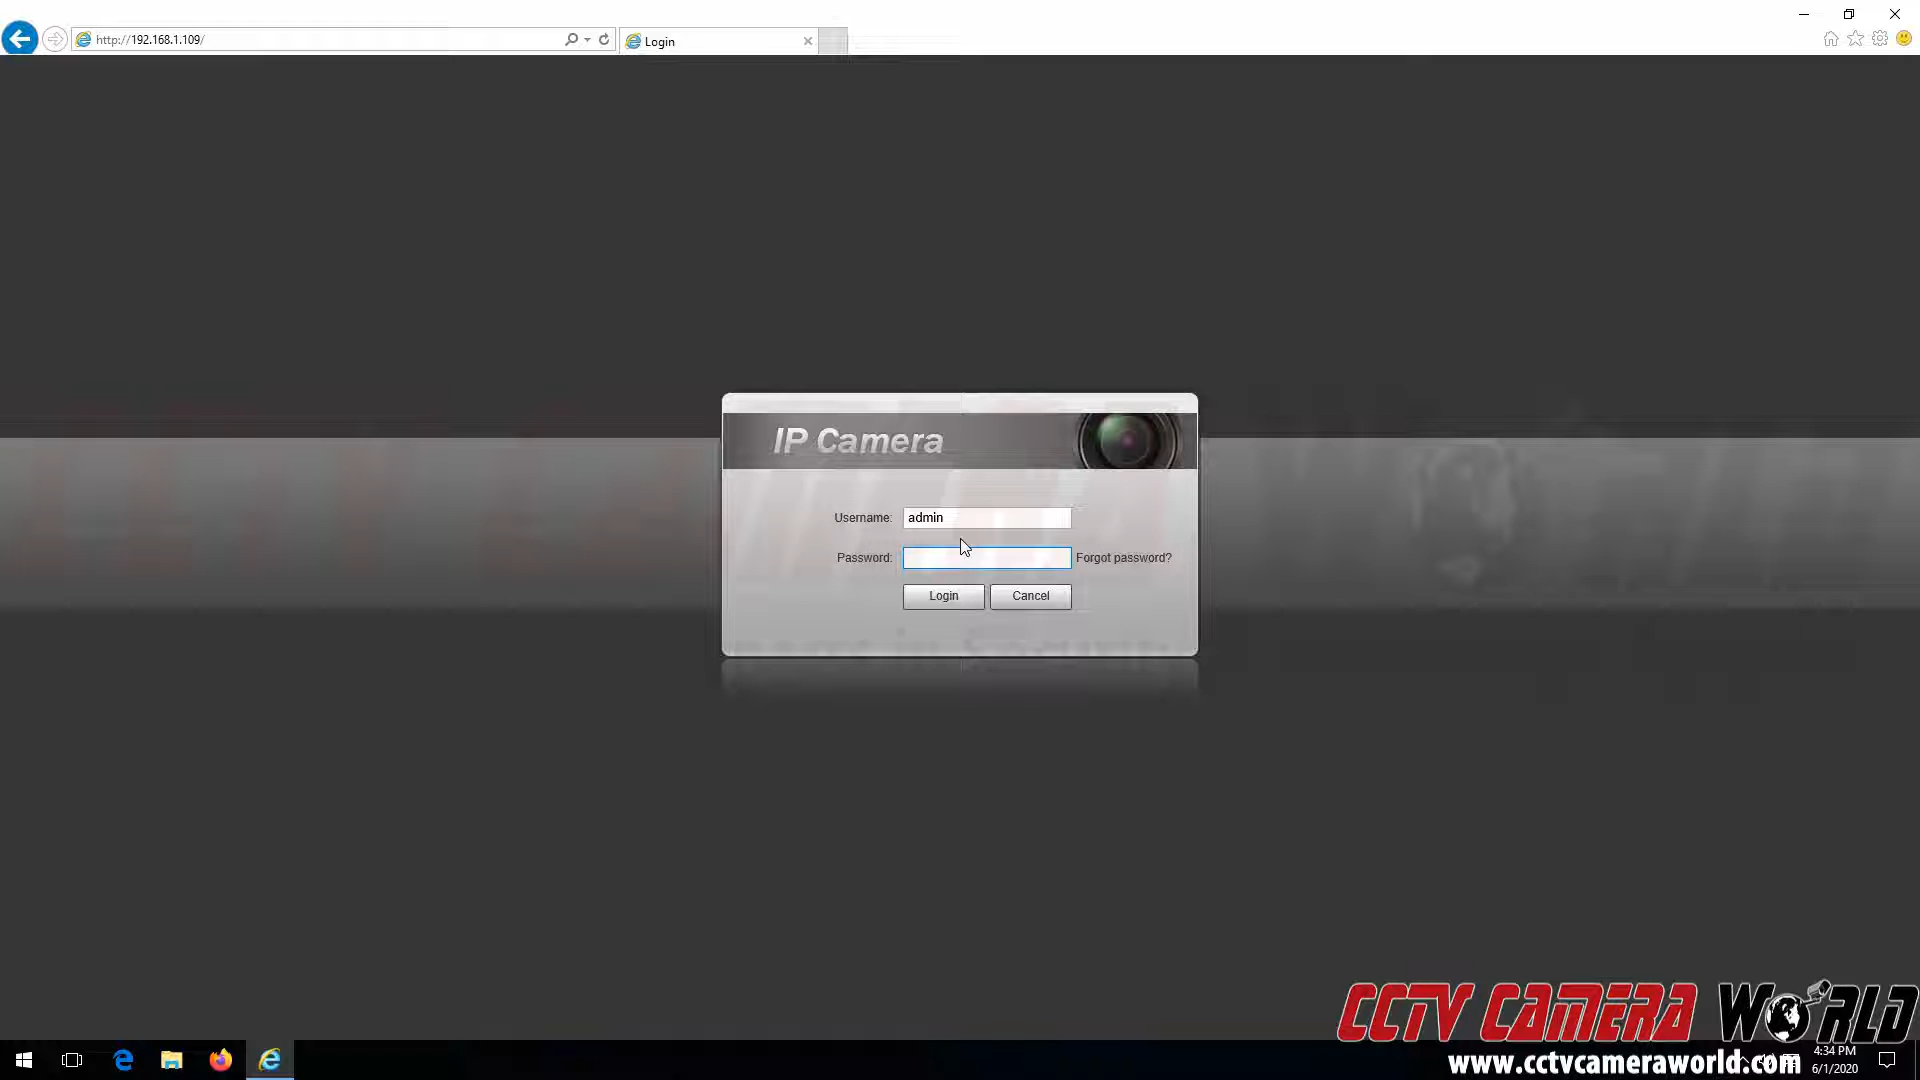 http://192.168.1.109/
Login
IP Camera
Username: admin
Password:
Forgot password?
Login
Cancel
CCTV CAMERA WORLD
www.cctvcameraworld.com
4:34 PM
6/1/2020